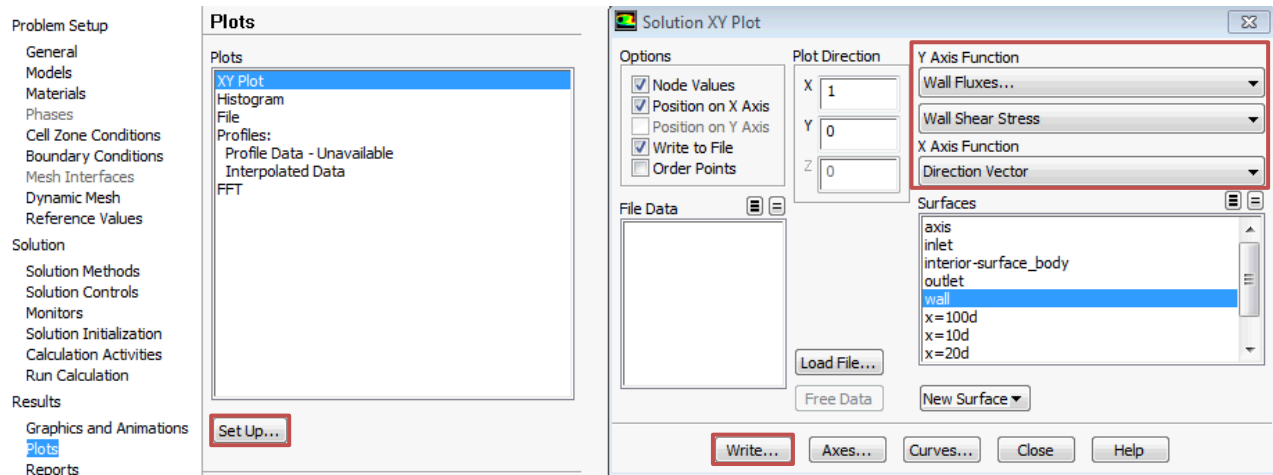 Problem Setup
General
Models
Materials
Phases
Cell Zone Conditions
Boundary Conditions
Mesh Interfaces
Dynamic Mesh
Reference Values
Solution
Solution Methods
Solution Controls
Monitors
Solution Initialization
Calculation Activities
Run Calculation
Results
Graphics and Animations
Plots
Reports
Plots
Plots
XY Plot
Histogram
File
Profiles:
Profile Data - Unavailable
Interpolated Data
FFT
Set Up...
Solution XY Plot
Options
Node Values
Position on X Axis
Position on Y Axis
Write to File
Order Points
Plot Direction
X 1
Y 0
Z 0
Y Axis Function
Wall Fluxes...
Wall Shear Stress
X Axis Function
Direction Vector
File Data
Load File...
Free Data
Surfaces
axis
inlet
interior-surface_body
outlet
wall
x=100d
x=10d
x=20d
New Surface
Write...
Axes...
Curves...
Close
Help